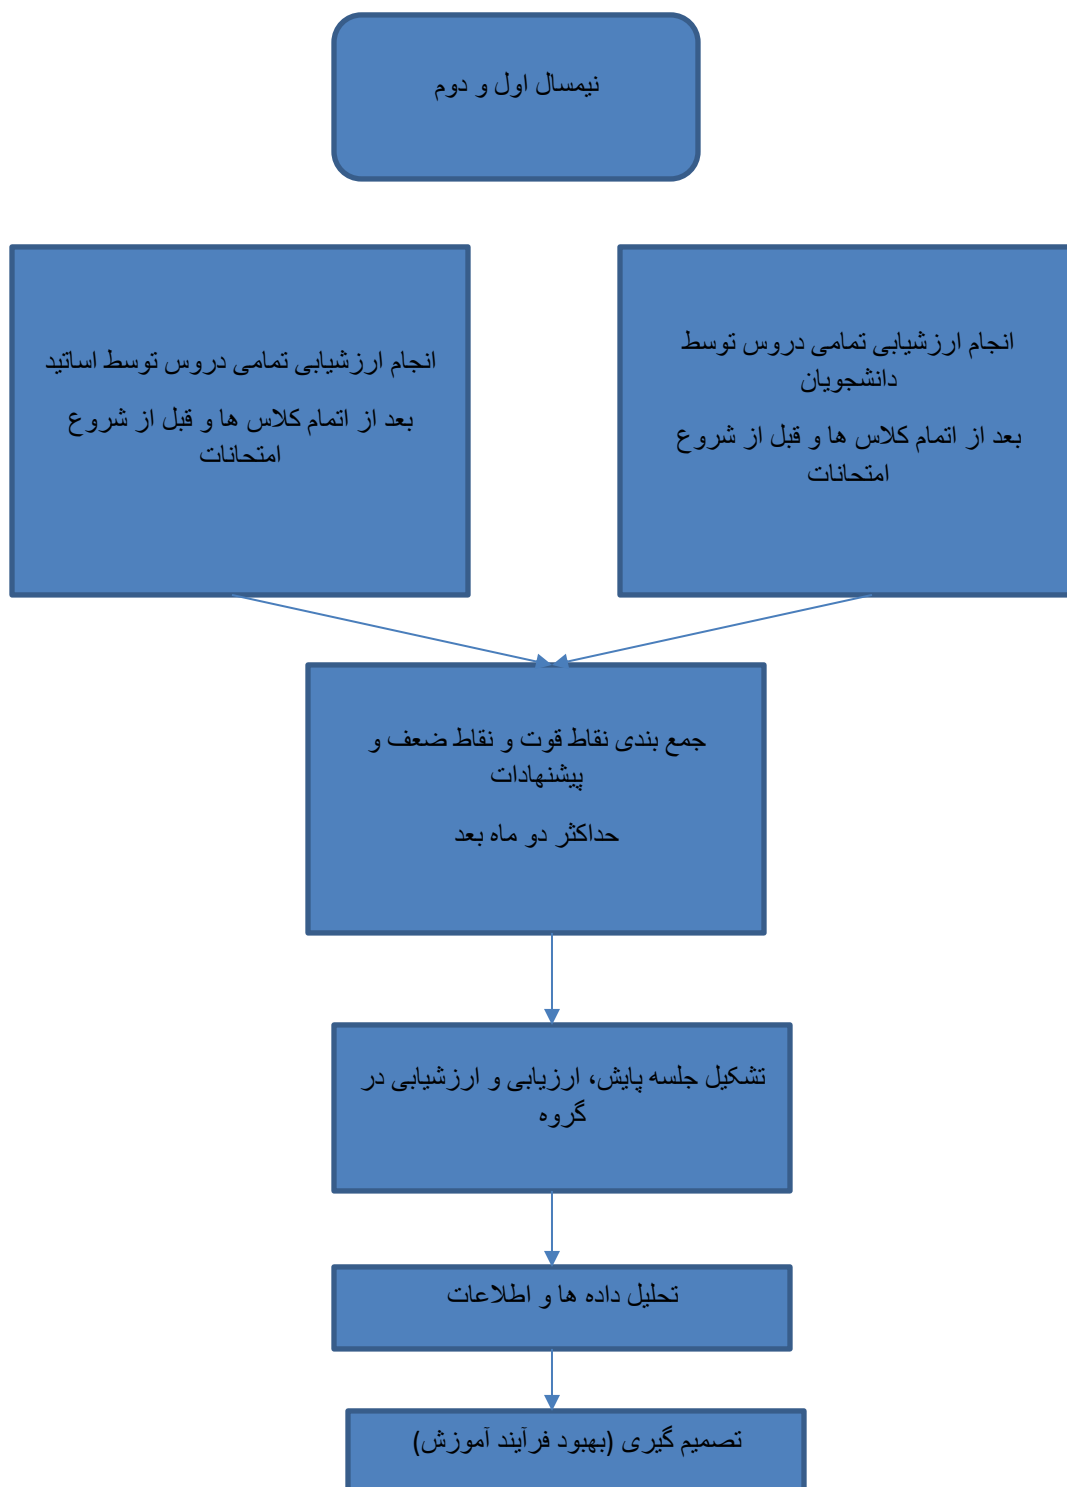 نیمسال اول و دوم
انجام ارزشیابی تمامی دروس توسط
دانشجویان
بعد از اتمام کلاس ها و قبل از شروع
امتحانات
انجام ارزشیابی تمامی دروس توسط اساتید
بعد از اتمام کلاس ها و قبل از شروع
امتحانات
جمع بندی نقاط قوت و نقاط ضعف و
پیشنهادات
حداکثر دو ماه بعد
تشکیل جلسه پایش، ارزیابی و ارزشیابی در
گروه
تحلیل داده ها و اطلاعات
تصمیم گیری (بهبود فرآیند آموزش)